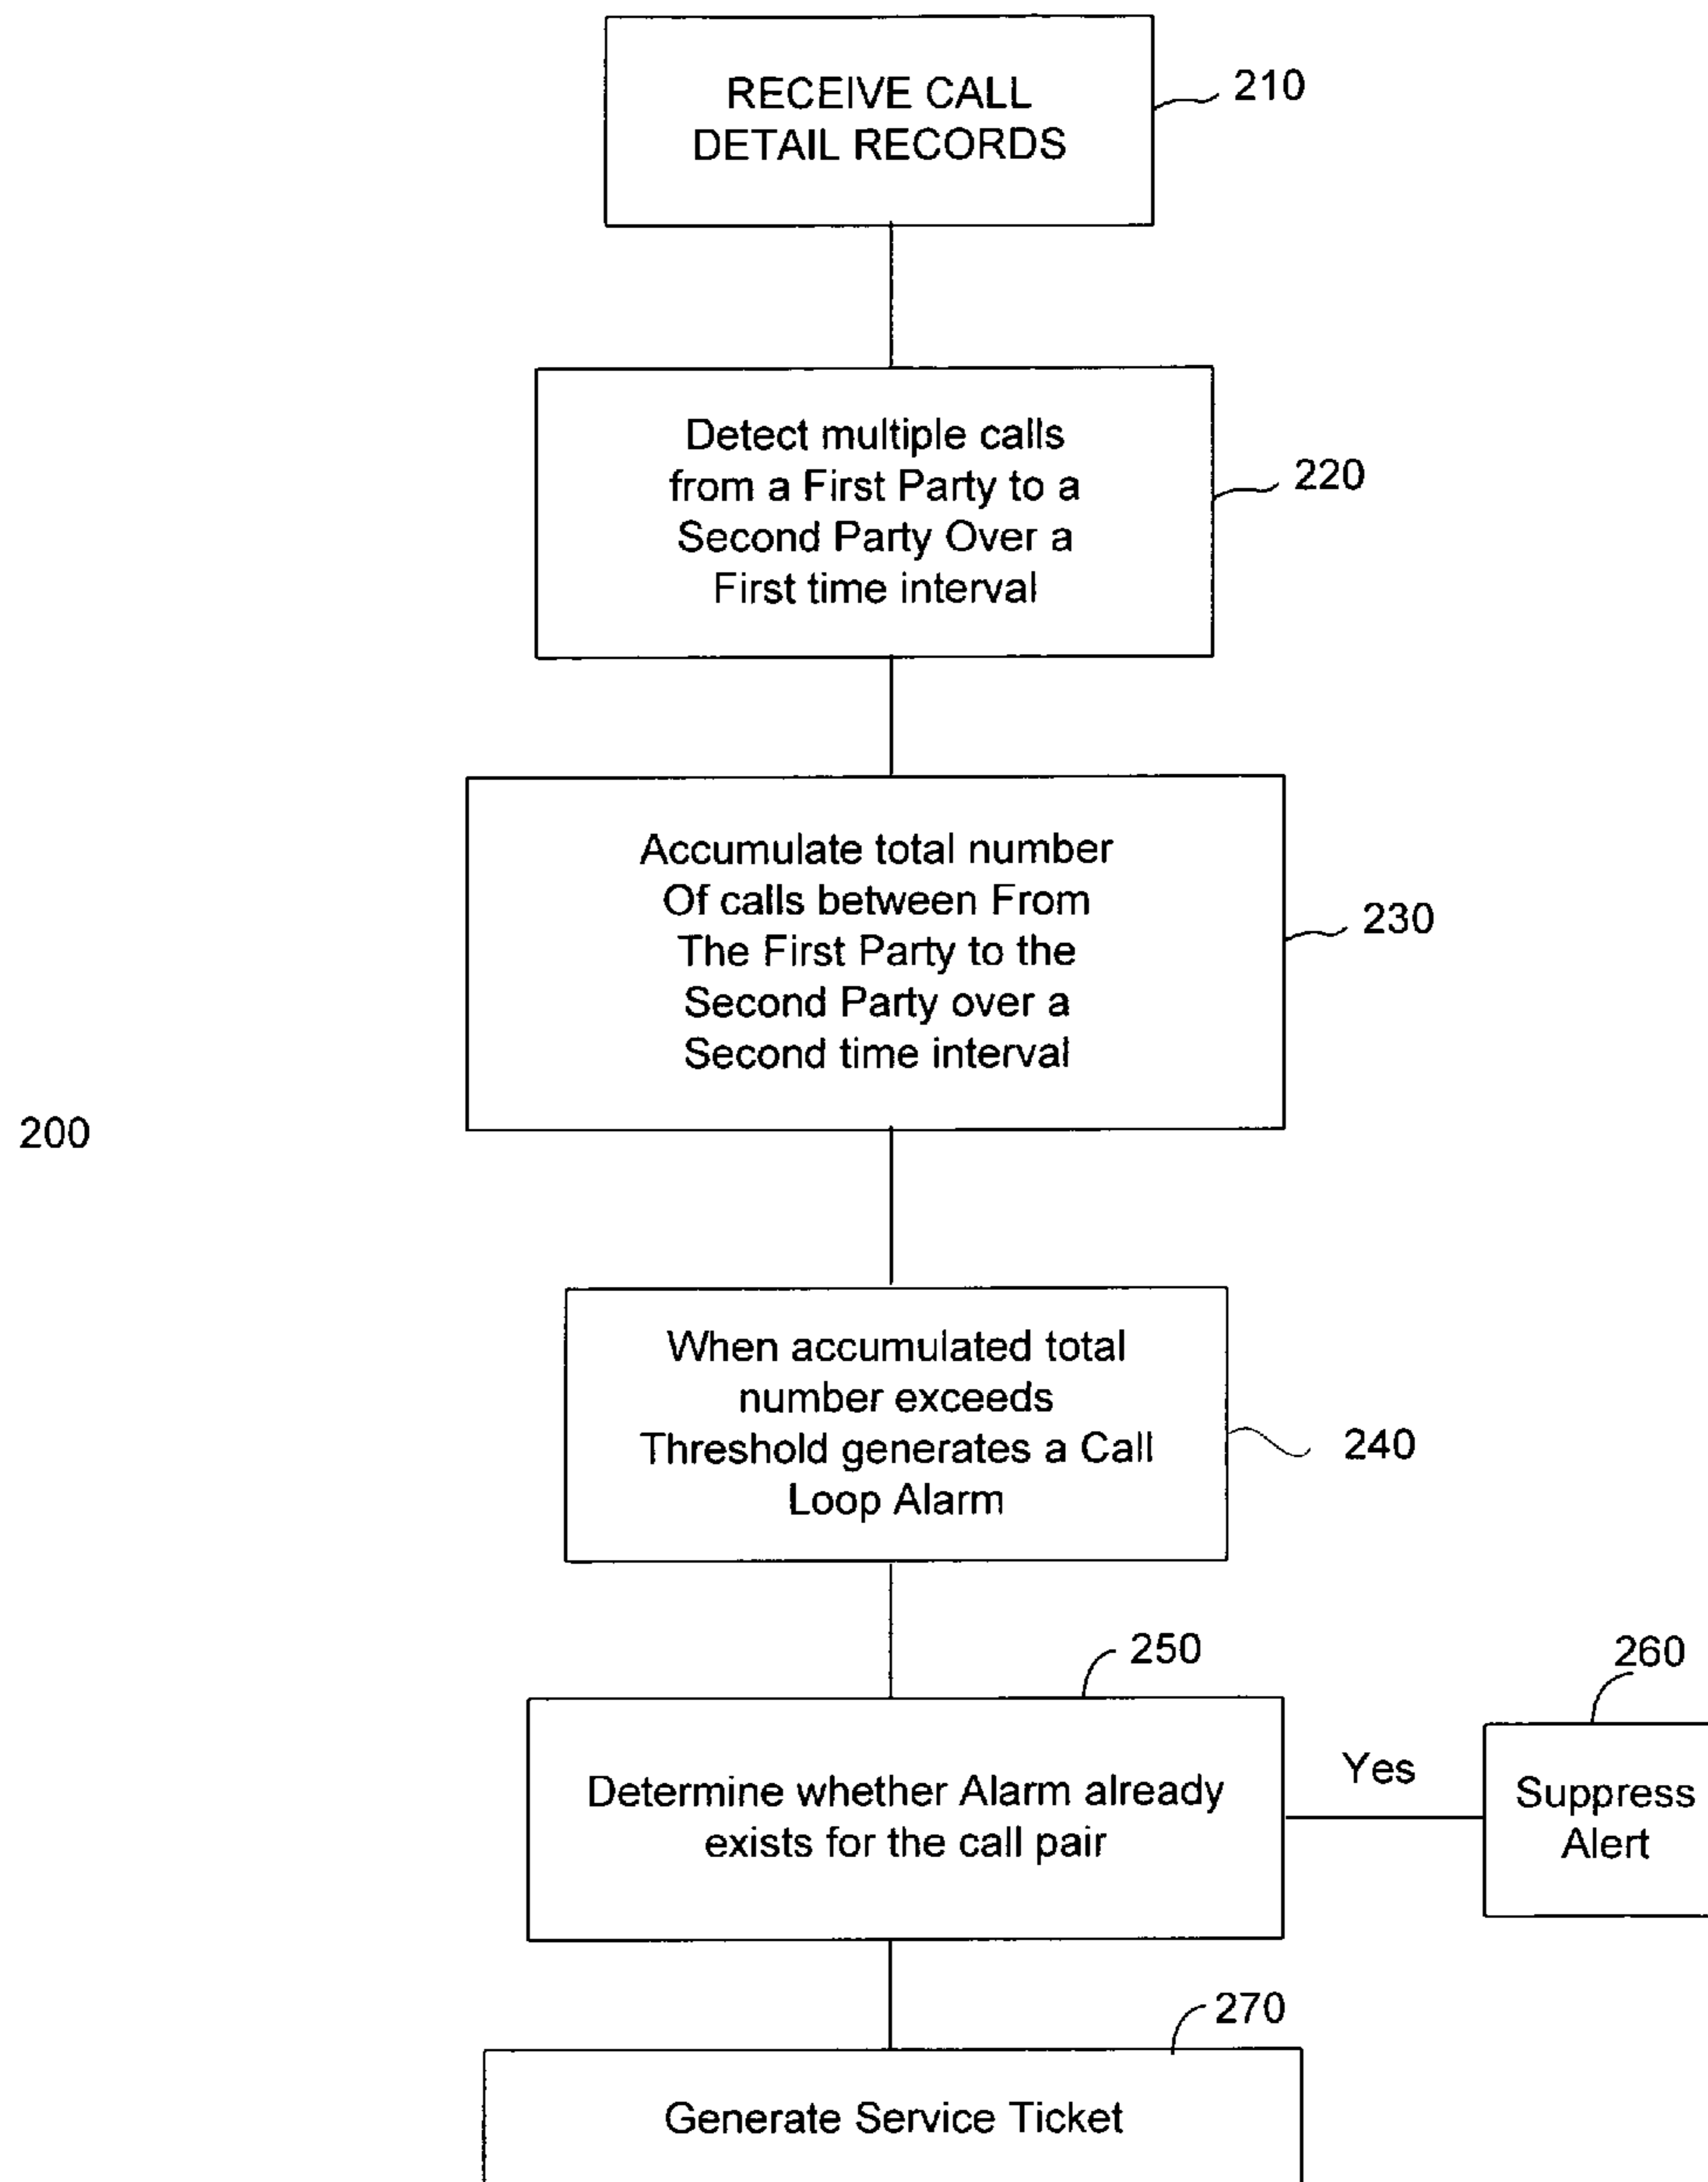 RECEIVE CALL
DETAIL RECORDS
210
Detect multiple calls
from a First Party to a
Second Party Over a
First time interval
220
Accumulate total number
Of calls between From
The First Party to the
Second Party over a
Second time interval
230
200
When accumulated total
number exceeds
Threshold generates a Call
Loop Alarm
240
250
260
Determine whether Alarm already
exists for the call pair
Yes
Suppress
Alert
270
Generate Service Ticket